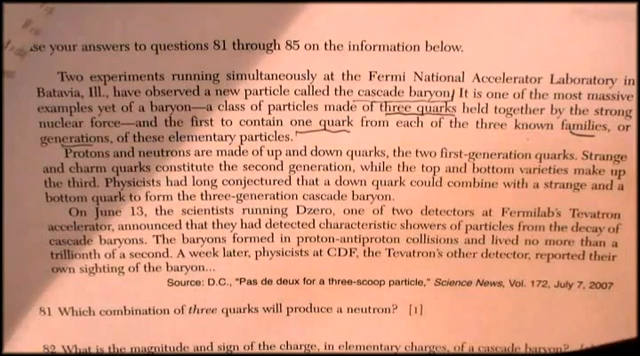 se your answers to questions 81 through 85 on the information below.
Two experiments running simultaneously at the Fermi National Accelerator Laboratory in
Batavia, Ill., have observed a new particle called the cascade baryon. It is one of the most massive
examples yet of a baryon—a class of particles made of three quarks held together by the strong
nuclear force—and the first to contain one quark from each of the three known families, or
generations, of these elementary particles.
Protons and neutrons are made of up and down quarks, the two first-generation quarks. Strange
and charm quarks constitute the second generation, while the top and bottom varieties make up
the third. Physicists had long conjectured that a down quark could combine with a strange and a
bottom quark to form the three-generation cascade baryon.
On June 13, the scientists running Dzero, one of two detectors at Fermilab's Tevatron
accelerator, announced that they had detected characteristic showers of particles from the decay of
cascade baryons. The baryons formed in proton-antiproton collisions and lived no more than a
trillionth of a second. A week later, physicists at CDF, the Tevatron's other detector, reported their
own sighting of the baryon...
Source: D.C., "Pas de deux for a three-scoop particle," Science News, Vol. 172, July 7, 2007
81 Which combination of three quarks will produce a neutron? [1]
82 What is the magnitude and sign of the charge, in elementary charges, of a cascade baryon?